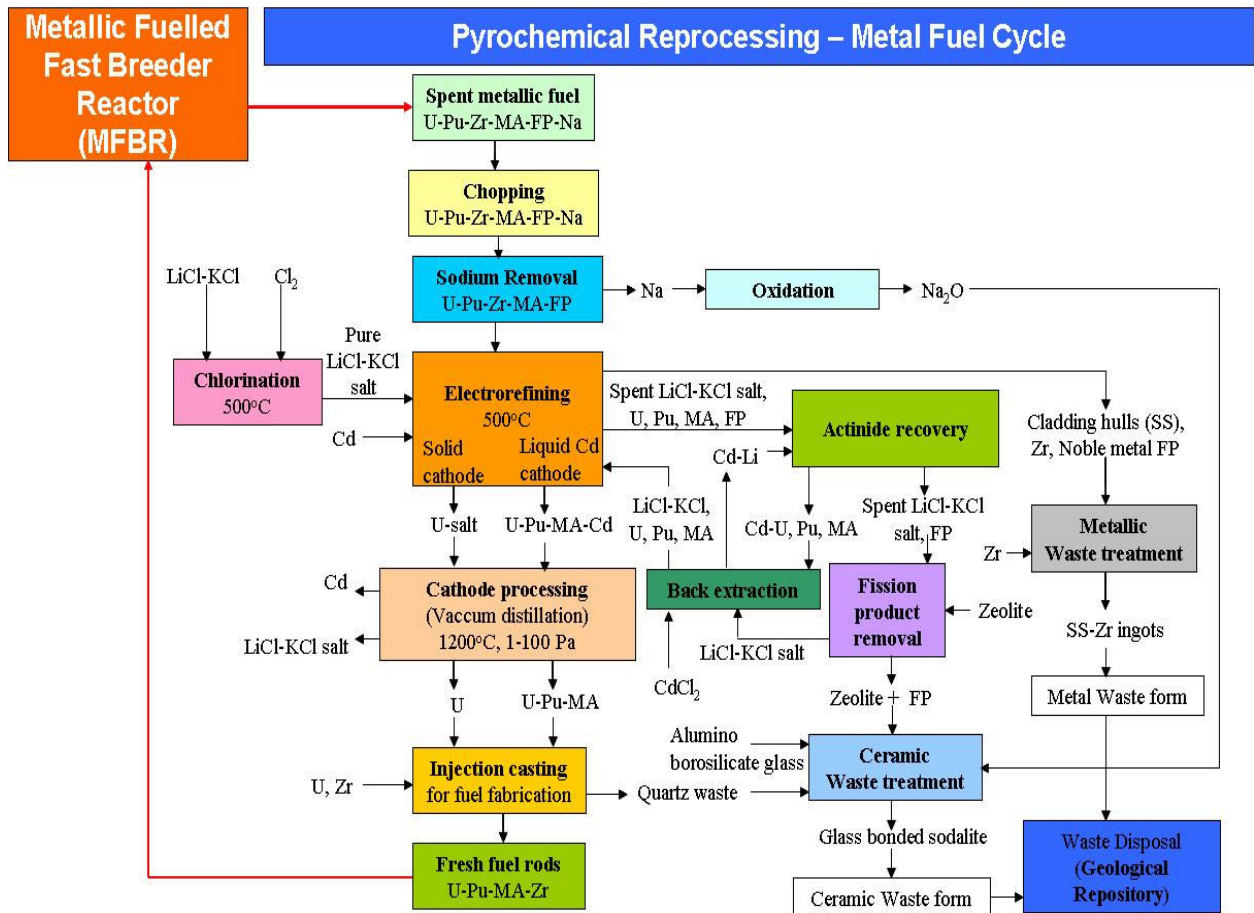 Metallic Fuelled
Fast Breeder
Reactor
(MFBR)
Pyrochemical Reprocessing – Metal Fuel Cycle
Spent metallic fuel
U-Pu-Zr-MA-FP-Na
Chopping
U-Pu-Zr-MA-FP-Na
LiCl-KCl
Cl2
Sodium Removal
U-Pu-Zr-MA-FP
Na
Oxidation
Na2O
Pure
LiCl-KCl
salt
Chlorination
500°C
Cd
Electrorefining
500°C
Solid
cathode
Liquid Cd
cathode
Spent LiCl-KCl salt,
U, Pu, MA, FP
Actinide recovery
Cladding hulls (SS),
Zr, Noble metal FP
Cd-Li
U-salt
U-Pu-MA-Cd
LiCl-KCl,
U, Pu, MA
Cd-U, Pu, MA
Spent LiCl-KCl
salt, FP
Zr
Metallic
Waste treatment
Cd
LiCl-KCl salt
Cathode processing
(Vaccum distillation)
1200°C, 1-100 Pa
Back extraction
Fission
product
removal
Zeolite
SS-Zr ingots
LiCl-KCl salt
CdCl2
U
U-Pu-MA
Zeolite + FP
Metal Waste form
Alumino
borosilicate glass
Ceramic
Waste treatment
U, Zr
Injection casting
for fuel fabrication
Quartz waste
Glass bonded sodalite
Fresh fuel rods
U-Pu-MA-Zr
Ceramic Waste form
Waste Disposal
(Geological
Repository)